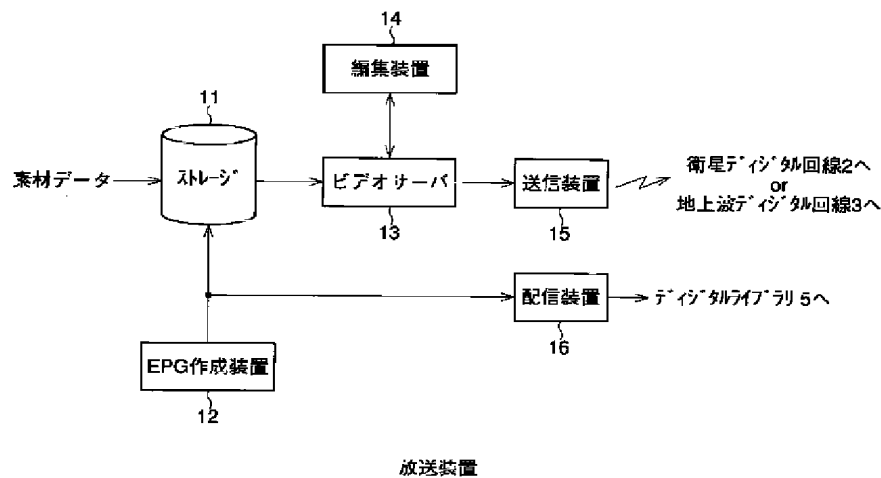 14
編集装置
11
素材データ
ストレージ
ビデオサーバ
13
送信装置
15
衛星ディジタル回線2へ
or
地上波ディジタル回線3へ
配信装置
16
ディジタルライブラリ5へ
EPG作成装置
12
放送装置